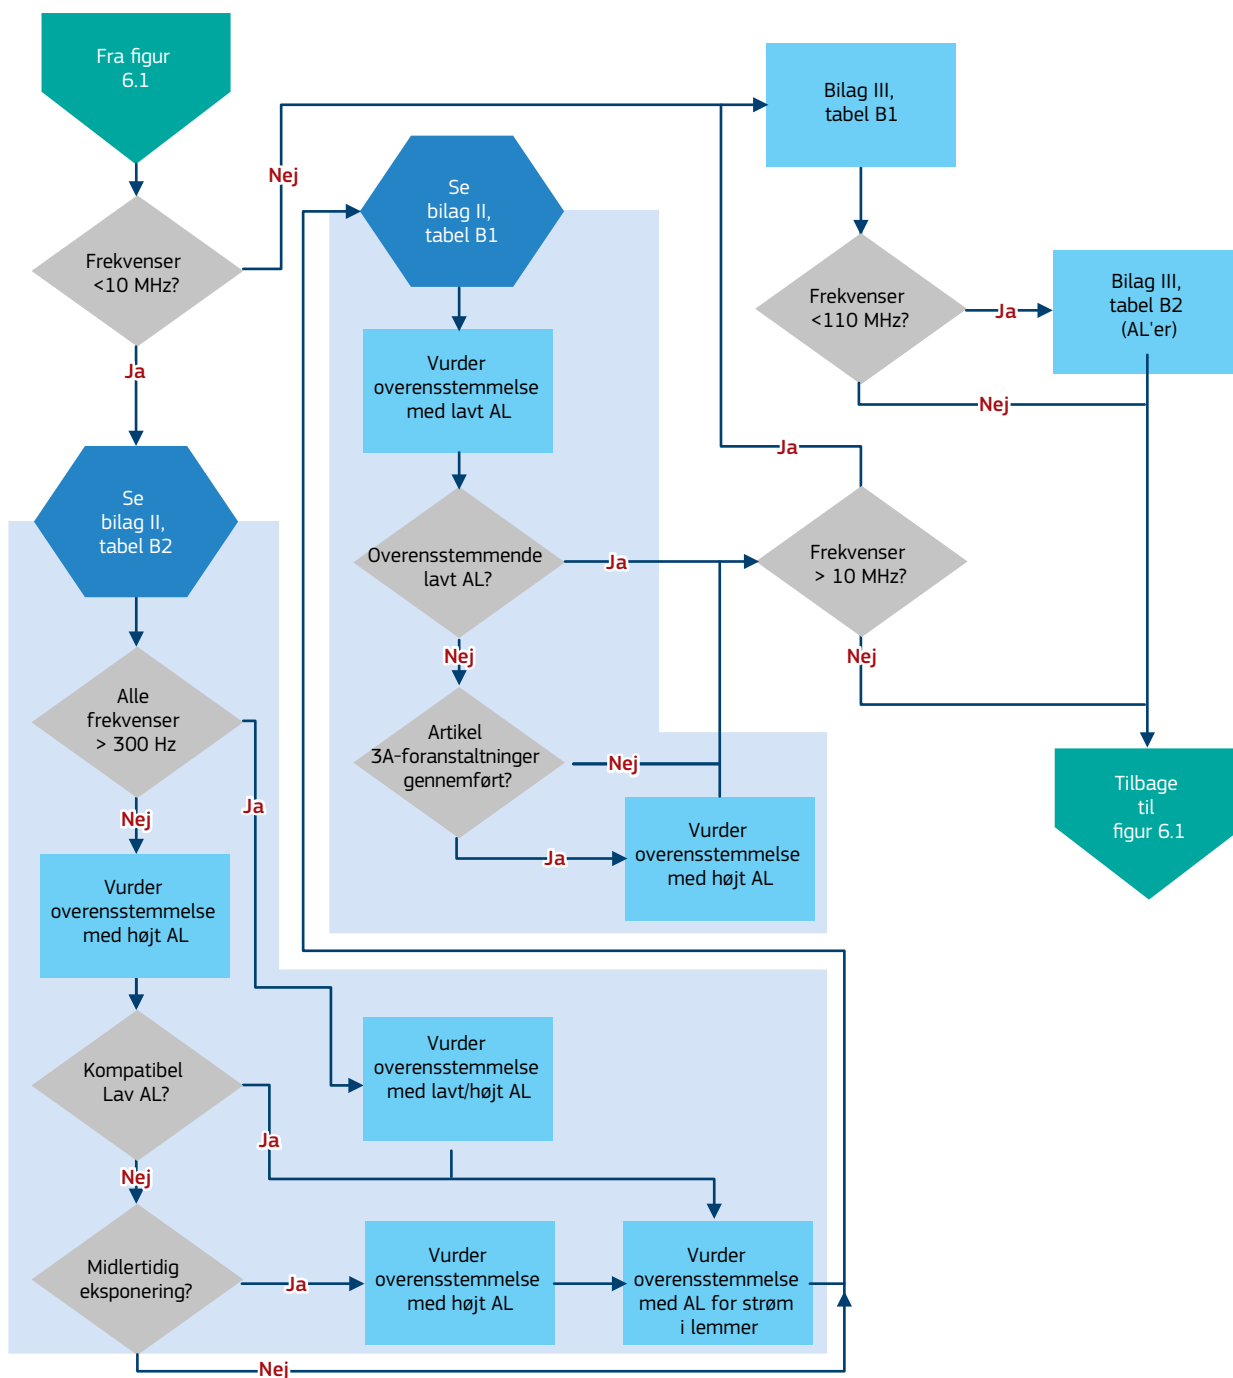 Fra figur
6.1
Frekvenser
<10 MHz?
Nej
Ja
Se
bilag II,
tabel B2
Alle
frekvenser
> 300 Hz
Ja
Nej
Vurder
overensstemmelse
med højt AL
Kompatibel
Lav AL?
Ja
Nej
Midlertidig
eksponering?
Ja
Nej
Vurder
overensstemmelse
med lavt/højt AL
Vurder
overensstemmelse
med højt AL
Vurder
overensstemmelse
med AL for strøm
i lemmer
Se
bilag II,
tabel B1
Vurder
overensstemmelse
med lavt AL
Overensstemmende
lavt AL?
Ja
Nej
Artikel
3A-foranstaltninger
gennemført?
Nej
Ja
Vurder
overensstemmelse
med højt AL
Frekvenser
> 10 MHz?
Ja
Nej
Bilag III,
tabel B1
Frekvenser
<110 MHz?
Ja
Nej
Bilag III,
tabel B2
(AL'er)
Tilbage
til
figur 6.1